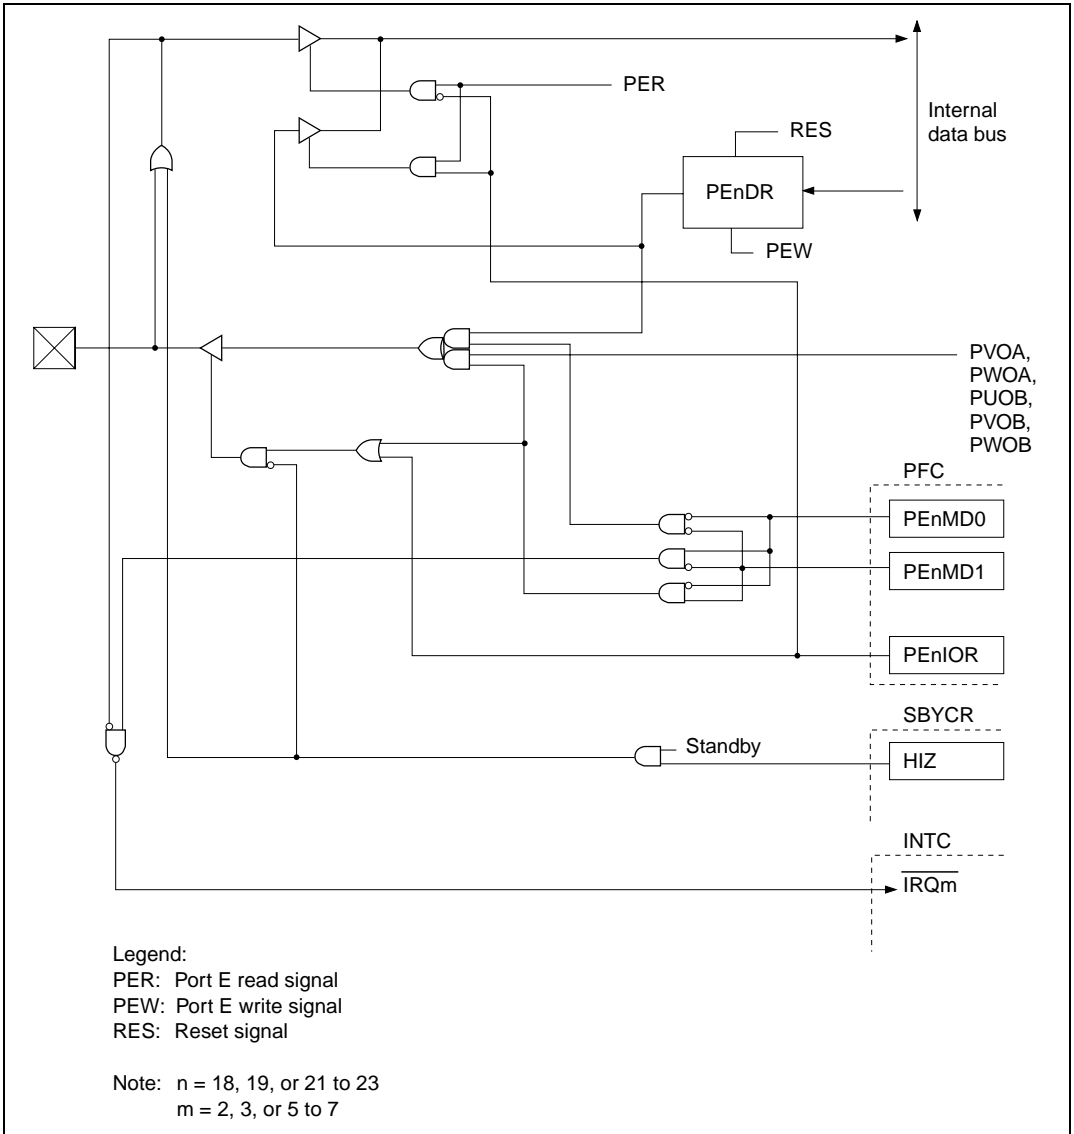 PER
RES
Internal
data bus
PEnDR
PEW
PVOA,
PWOA,
PUOB,
PVOB,
PWOB
PFC
PEnMD0
PEnMD1
PEnIOR
SBYCR
Standby
HIZ
INTC
IRQm
Legend:
PER: Port E read signal
PEW: Port E write signal
RES: Reset signal
Note: n = 18, 19, or 21 to 23
m = 2, 3, or 5 to 7